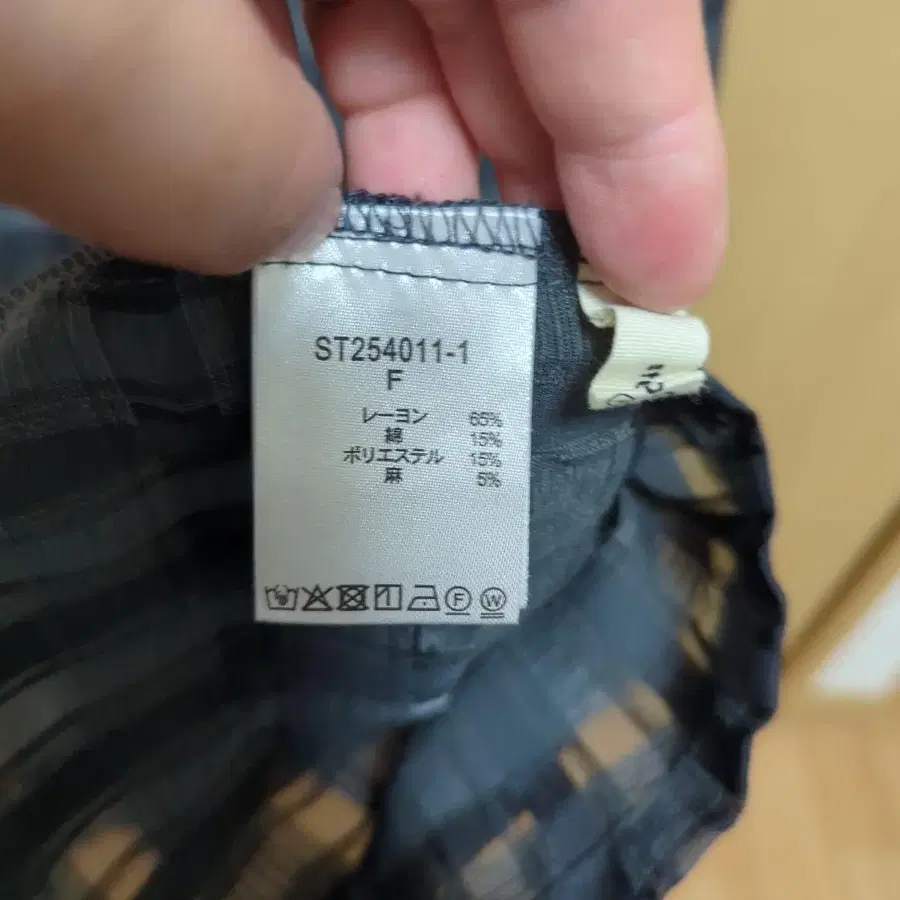 ST254011-1
F
レーヨン 65%
綿 15%
ポリエステル 15%
麻 5%
F W